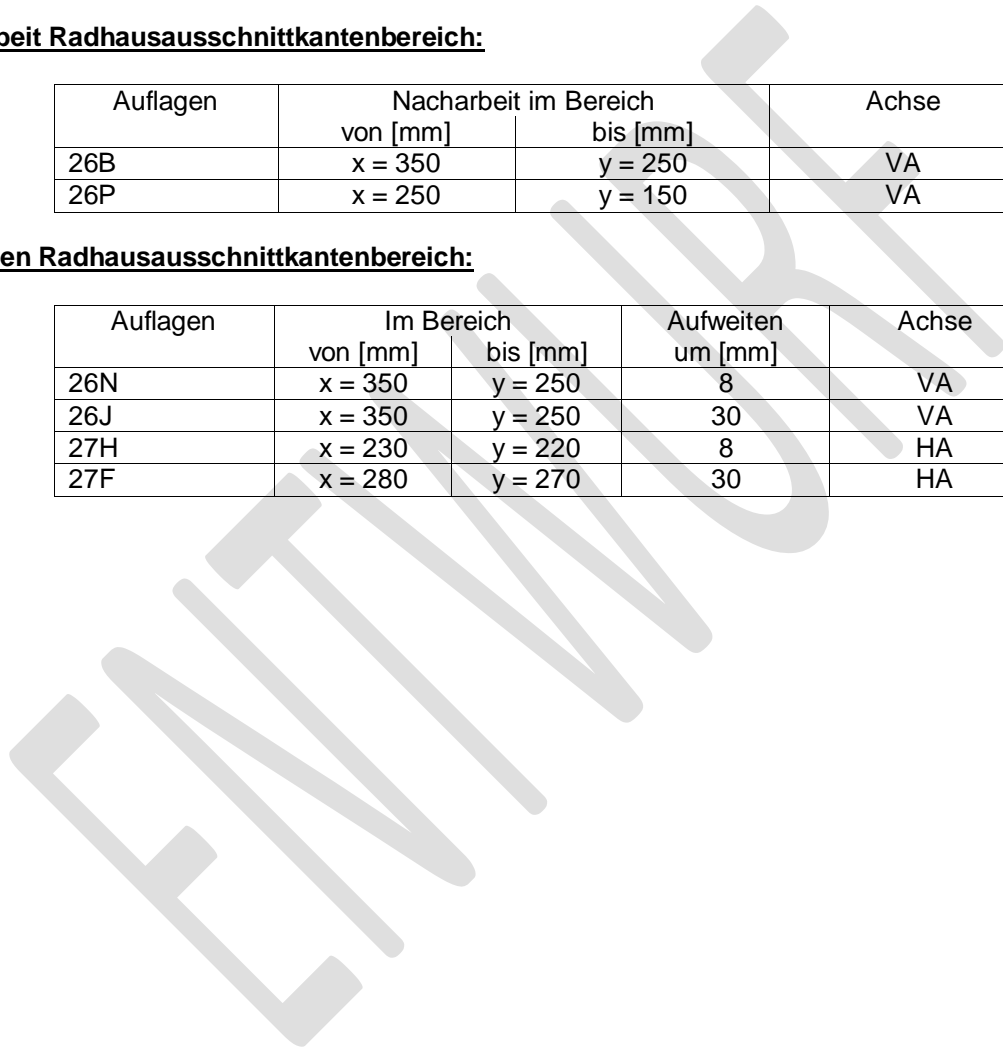 beit Radhausausschnittkantenbereich:
Auflagen Nacharbeit im Bereich Achse
von [mm] bis [mm]
26B x = 350 y = 250 VA
26P x = 250 y = 150 VA
en Radhausausschnittkantenbereich:
Auflagen Im Bereich Aufweiten Achse
von [mm] bis [mm] um [mm]
26N x = 350 y = 250 8 VA
26J x = 350 y = 250 30 VA
27H x = 230 y = 220 8 HA
27F x = 280 y = 270 30 HA
ENTWURF